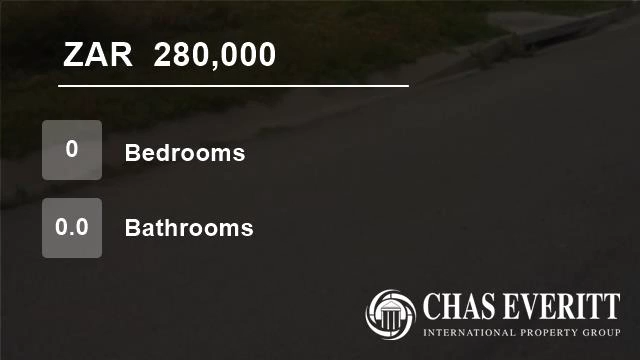 ZAR 280,000
0
Bedrooms
0.0
Bathrooms
CHAS EVERITT
INTERNATIONAL PROPERTY GROUP